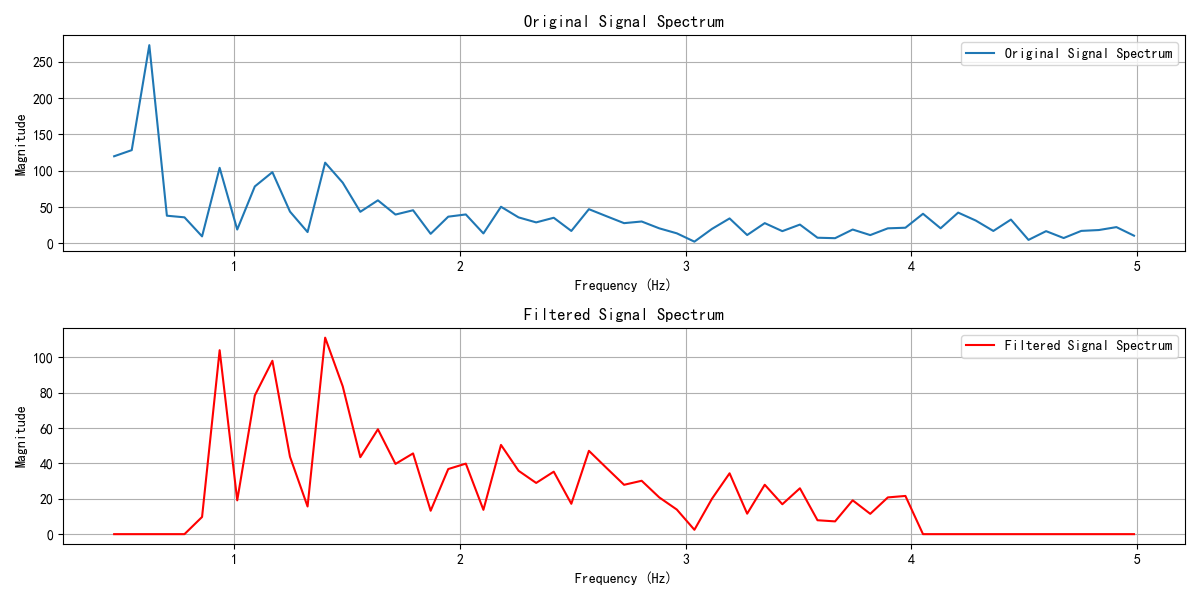 Original Signal Spectrum
Original Signal Spectrum
Magnitude
250
200
150
100
50
0
1 2 3 4 5
Frequency (Hz)
Filtered Signal Spectrum
Filtered Signal Spectrum
Magnitude
100
80
60
40
20
0
1 2 3 4 5
Frequency (Hz)